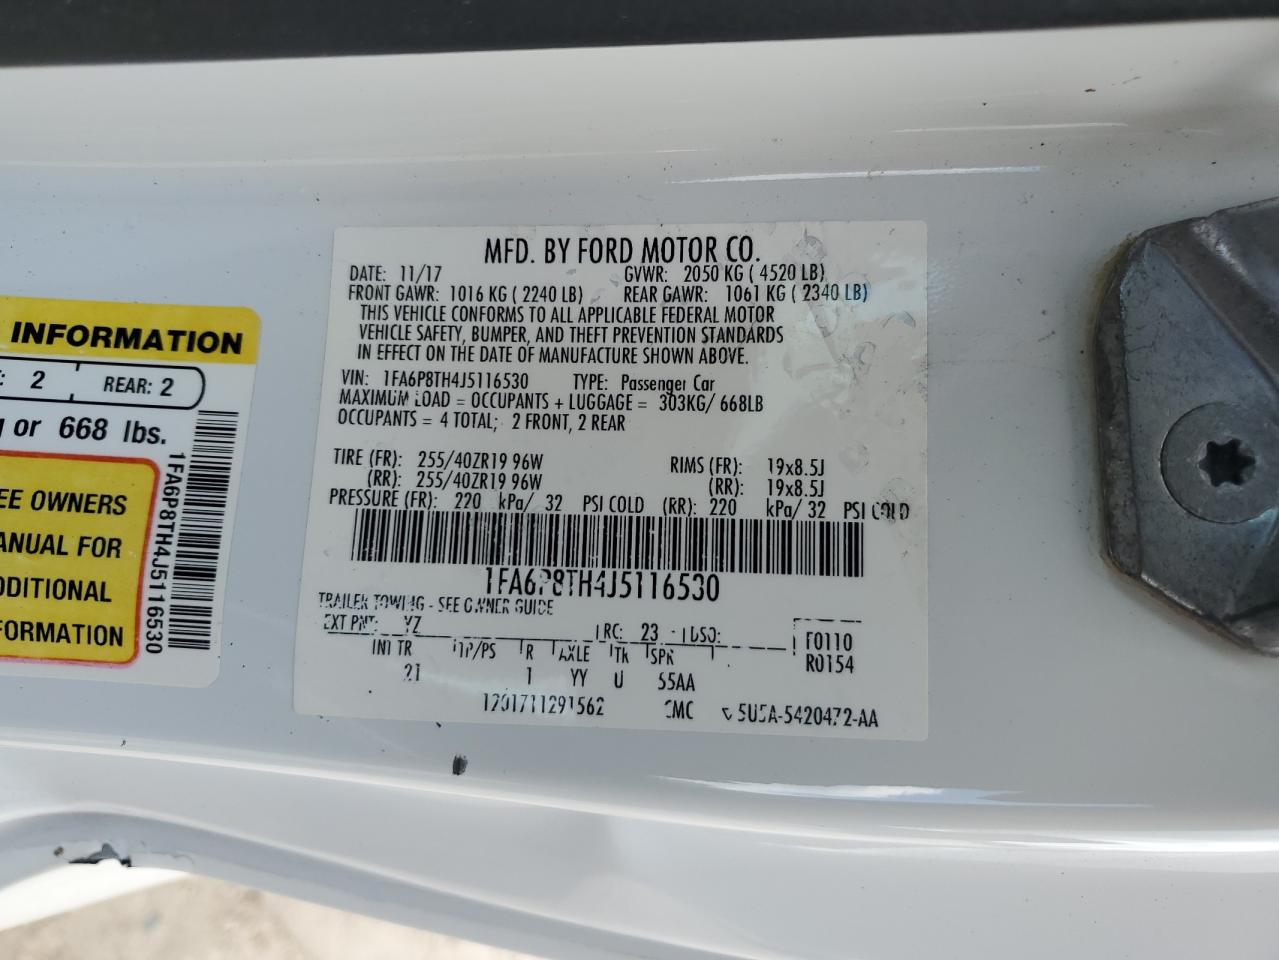 INFORMATION
2 REAR: 2
or 668 lbs.
EE OWNERS
ANUAL FOR
DDITIONAL
FORMATION
1FA6P8TH4J5116530
MFD. BY FORD MOTOR CO.
DATE: 11/17 GVWR: 2050 KG ( 4520 LB)
FRONT GAWR: 1016 KG ( 2240 LB) REAR GAWR: 1061 KG ( 2340 LB)
THIS VEHICLE CONFORMS TO ALL APPLICABLE FEDERAL MOTOR
VEHICLE SAFETY, BUMPER, AND THEFT PREVENTION STANDARDS
IN EFFECT ON THE DATE OF MANUFACTURE SHOWN ABOVE.
VIN: 1FA6P8TH4J5116530 TYPE: Passenger Car
MAXIMUM LOAD = OCCUPANTS + LUGGAGE = 303KG/ 668LB
OCCUPANTS = 4 TOTAL; 2 FRONT, 2 REAR
TIRE (FR): 255/40ZR19 96W RIMS (FR): 19x8.5J
(RR): 255/40ZR19 96W (RR): 19x8.5J
PRESSURE (FR): 220 kPa/ 32 PSI COLD (RR): 220 kPa/ 32 PSI COLD
1FA6P8TH4J5116530
TRAILER TOWING - SEE OWNER GUIDE
EXT PNT: YZ RC: 23 DSO: F0110
INT TR TP/PS R AXLE TR SPR R0154
21 1 YY U 55AA
1201711291562 5U5A-5420472-AA